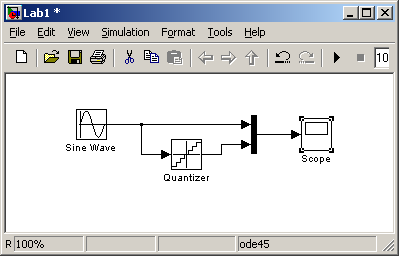 Lab1 *
File Edit View Simulation Format Tools Help
10
Sine Wave
Quantizer
Scope
R 100% ode45